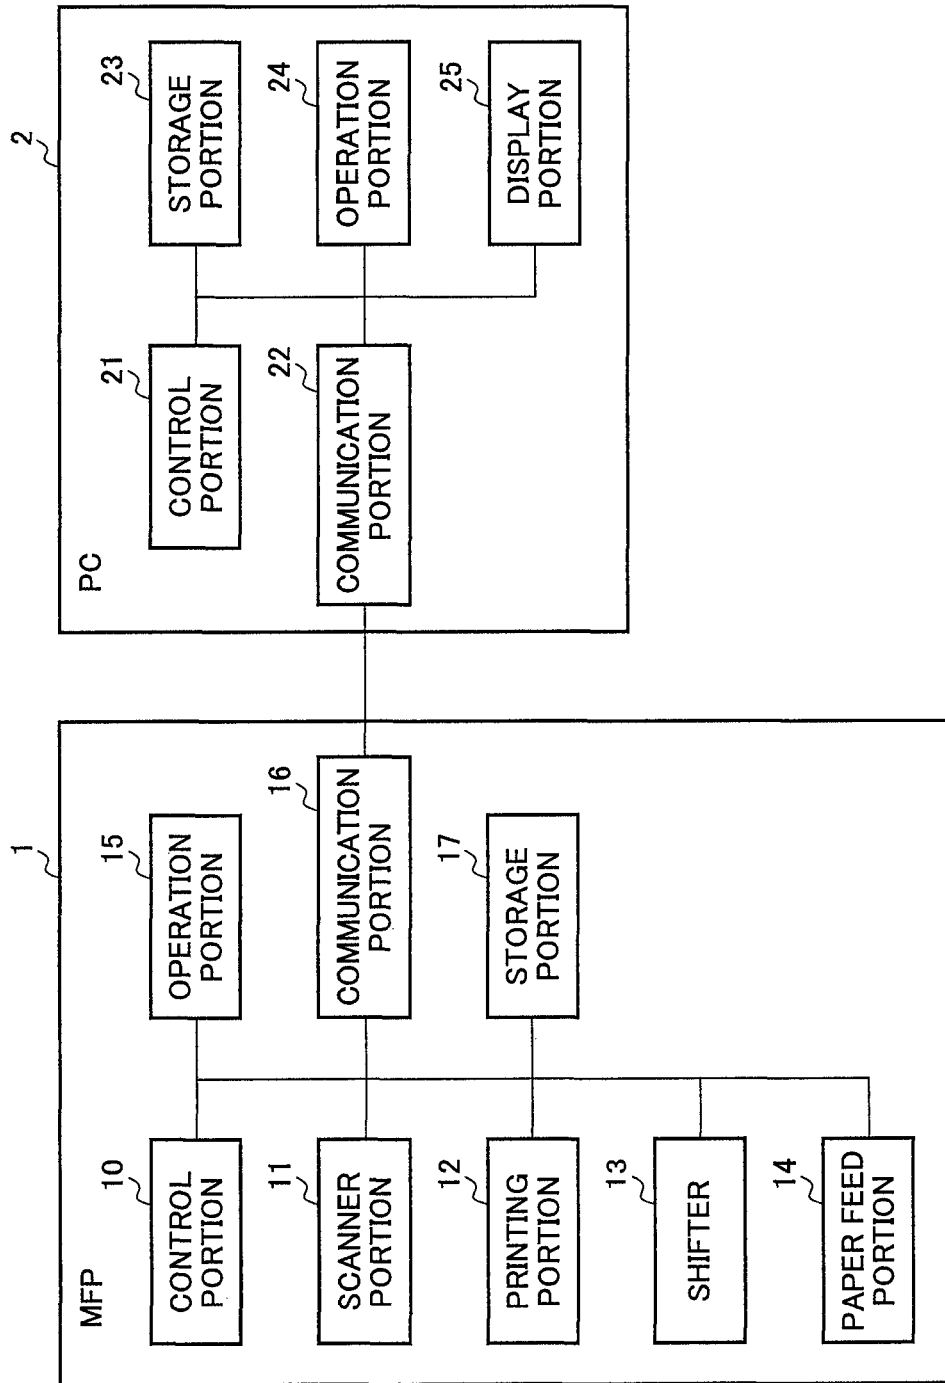 1
MFP
10
CONTROL
PORTION
11
SCANNER
PORTION
12
PRINTING
PORTION
13
SHIFTER
14
PAPER FEED
PORTION
15
OPERATION
PORTION
16
COMMUNICATION
PORTION
17
STORAGE
PORTION
2
PC
21
CONTROL
PORTION
22
COMMUNICATION
PORTION
23
STORAGE
PORTION
24
OPERATION
PORTION
25
DISPLAY
PORTION